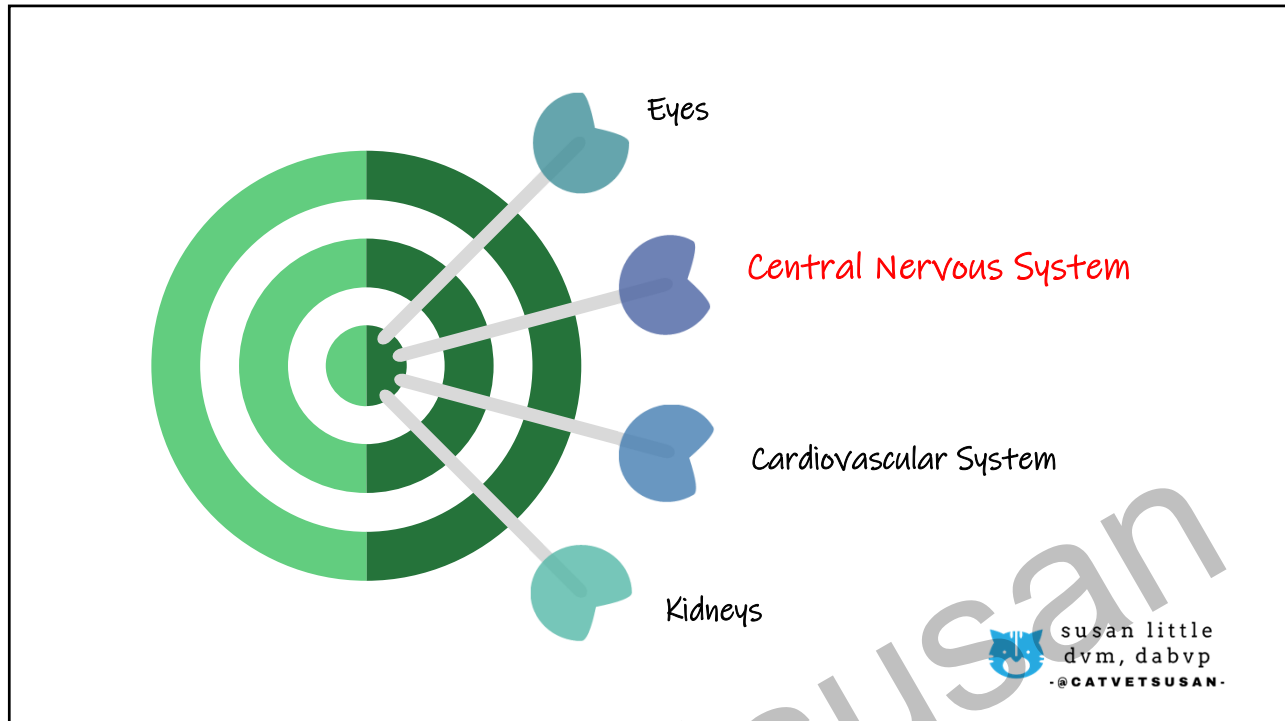 Eyes
Central Nervous System
Cardiovascular System
Kidneys
susan
susan little
dvm, dabvp
-@CATVETSUSAN-